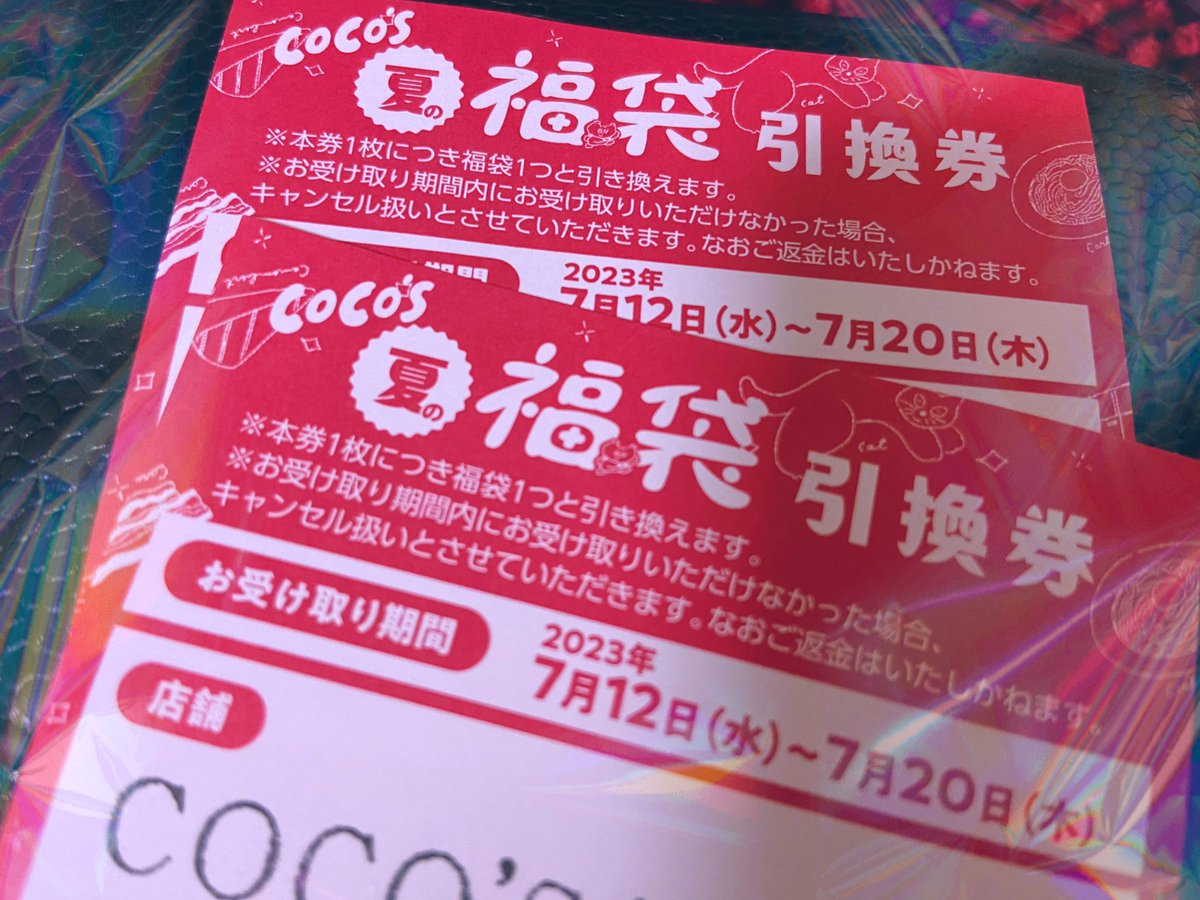 COCO'S
夏の福袋 引換券
cat
※本券1枚につき福袋1つと引き換えます。
※お受け取り期間内にお受け取りいただけなかった場合、
キャンセル扱いとさせていただきます。なおご返金はいたしかねます。
2023年
7月12日(水)~7月20日(木)
COCO'S
夏の福袋 引換券
cat
※本券1枚につき福袋1つと引き換えます。
※お受け取り期間内にお受け取りいただけなかった場合、
キャンセル扱いとさせていただきます。なおご返金はいたしかねます。
お受け取り期間
2023年
7月12日(水)~7月20日(木)
店舗
COCO'S